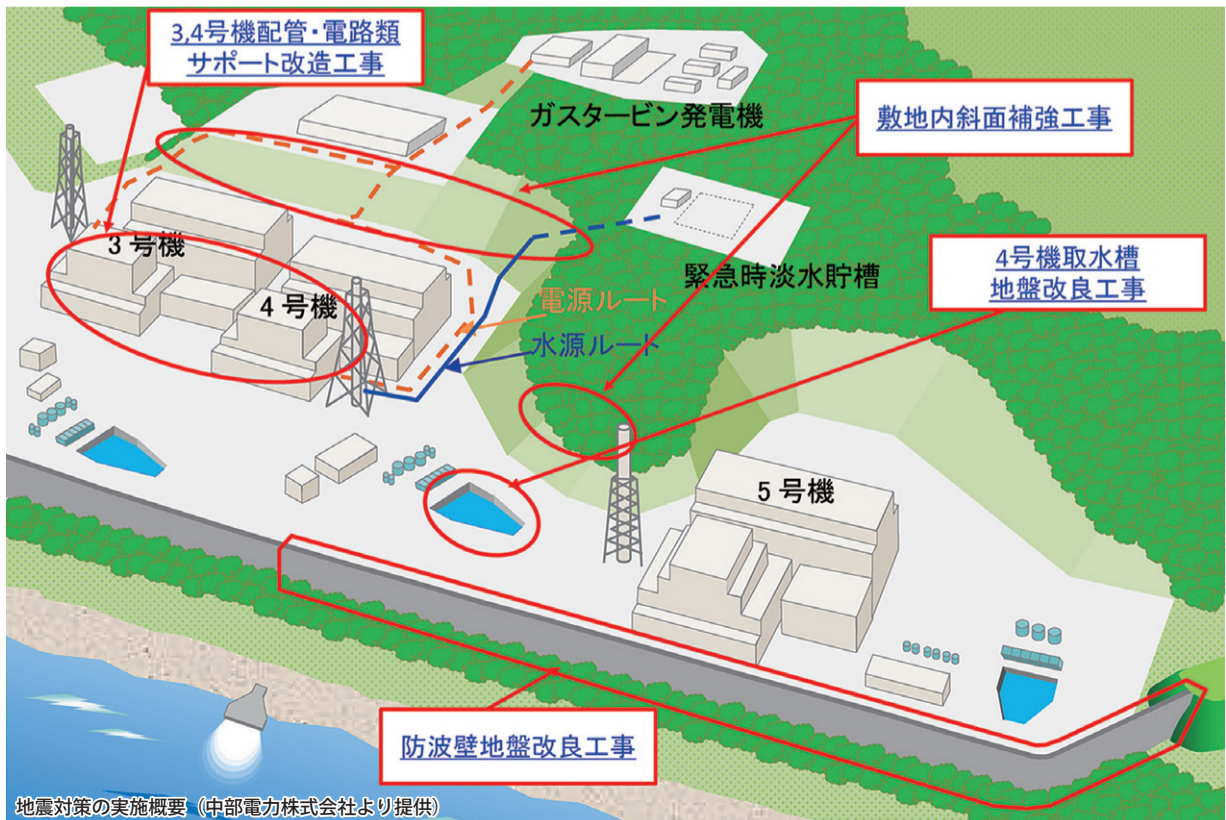 3,4号機配管・電路類
サポート改造工事
ガスタービン発電機
敷地内斜面補強工事
3号機
4号機
緊急時淡水貯槽
4号機取水槽
地盤改良工事
電源ルート
水源ルート
5号機
防波壁地盤改良工事
地震対策の実施概要（中部電力株式会社より提供）